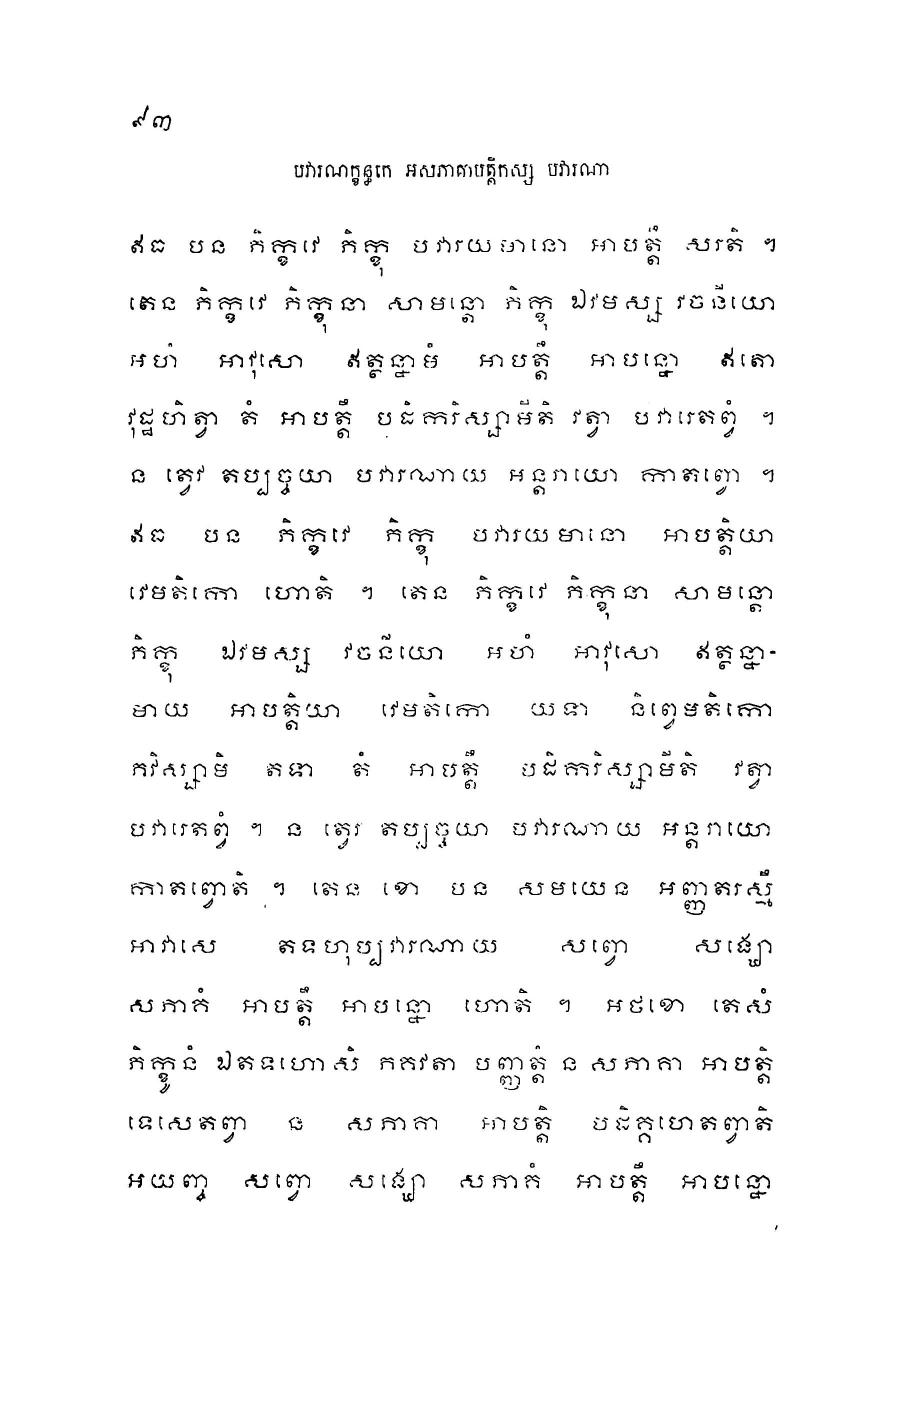 ៩៣
បវារណក្ខន្ធកេ អសភាគាបត្តិកស្ស បវារណា
ឥធ បន ភិក្ខវេ ភិក្ខុ បវារយមានោ អាបត្តឹ សរតិ ។
តេន ភិក្ខវេ ភិក្ខុនា សាមន្តោ ភិក្ខុ ឯវមស្ស វចនីយោ
អហំ អាវុសោ ឥត្ថន្នាមំ អាបត្តឹ អាបន្នោ ឥតោ
វុដ្ឋហិត្វា តំ អាបត្តឹ បដិករិស្សាមីតិ វត្វា បវារេតព្វំ ។
ន ត្វេវ តប្បច្ចយា បវារណាយ អន្តរាយោ កាតព្វោ ។
ឥធ បន ភិក្ខវេ ភិក្ខុ បវារយមានោ អាបត្តិយា
វេមតិកោ ហោតិ ។ តេន ភិក្ខវេ ភិក្ខុនា សាមន្តោ
ភិក្ខុ ឯវមស្ស វចនីយោ អហំ អាវុសោ ឥត្ថន្នា-
មាយ អាបត្តិយា វេមតិកោ យទា និព្វេមតិកោ
ភវិស្សាមិ តទា តំ អាបត្តឹ បដិករិស្សាមីតិ វត្វា
បវារេតព្វំ ។ ន ត្វេវ តប្បច្ចយា បវារណាយ អន្តរាយោ
កាតព្វោតិ ។ តេន ខោ បន សមយេន អញ្ញតរស្មឹ
អាវាសេ តទហុប្បវារណាយ សព្វោ សង្ឃោ
សភាគំ អាបត្តឹ អាបន្នោ ហោតិ ។ អថខោ តេសំ
ភិក្ខូនំ ឯតទហោសិ ភគវតា បញ្ញត្តំ ន សភាគា អាបត្តិ
ទេសេតព្វា ន សភាគា អាបត្តិ បដិគ្គហេតព្វាតិ
អយញ្ច សព្វោ សង្ឃោ សភាគំ អាបត្តឹ អាបន្នោ